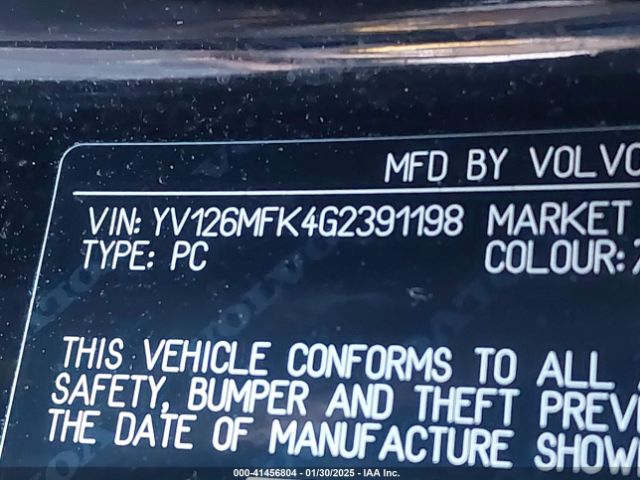 MFD BY VOLVO
VIN: YV126MFK4G2391198 MARKET
TYPE: PC COLOUR:
THIS VEHICLE CONFORMS TO ALL
SAFETY, BUMPER AND THEFT PREV
THE DATE OF MANUFACTURE SHOW
000-41456804 - 01/30/2025 - IAA Inc.